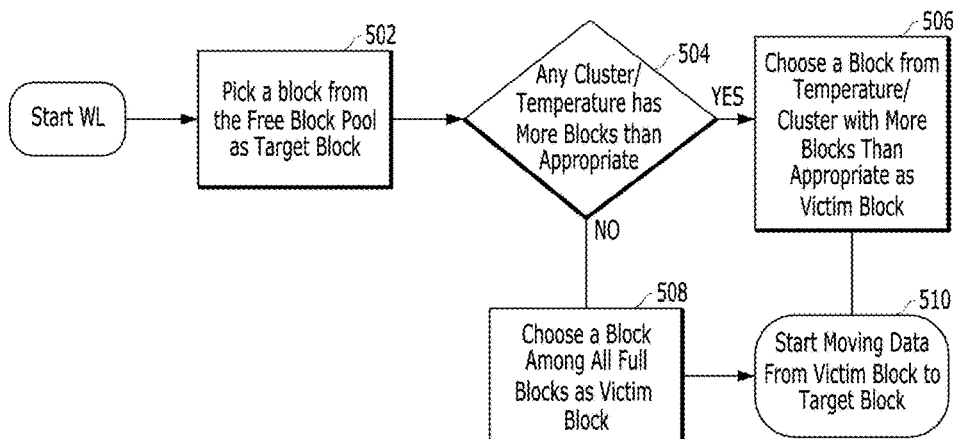 Start WL
502
Pick a block from
the Free Block Pool
as Target Block
504
Any Cluster/
Temperature has
More Blocks than
Appropriate
YES
NO
506
Choose a Block from
Temperature/
Cluster with More
Blocks Than
Appropriate as
Victim Block
508
Choose a Block
Among All Full
Blocks as Victim
Block
510
Start Moving Data
From Victim Block to
Target Block